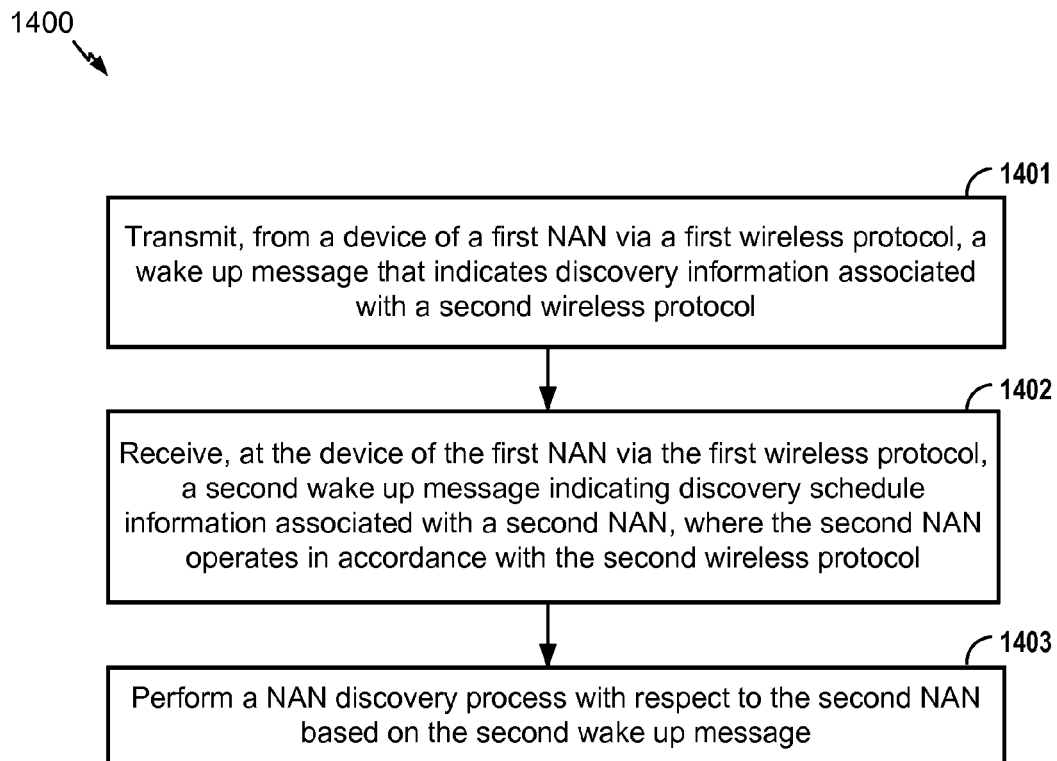 1400
1401
Transmit, from a device of a first NAN via a first wireless protocol, a
wake up message that indicates discovery information associated
with a second wireless protocol
1402
Receive, at the device of the first NAN via the first wireless protocol,
a second wake up message indicating discovery schedule
information associated with a second NAN, where the second NAN
operates in accordance with the second wireless protocol
1403
Perform a NAN discovery process with respect to the second NAN
based on the second wake up message